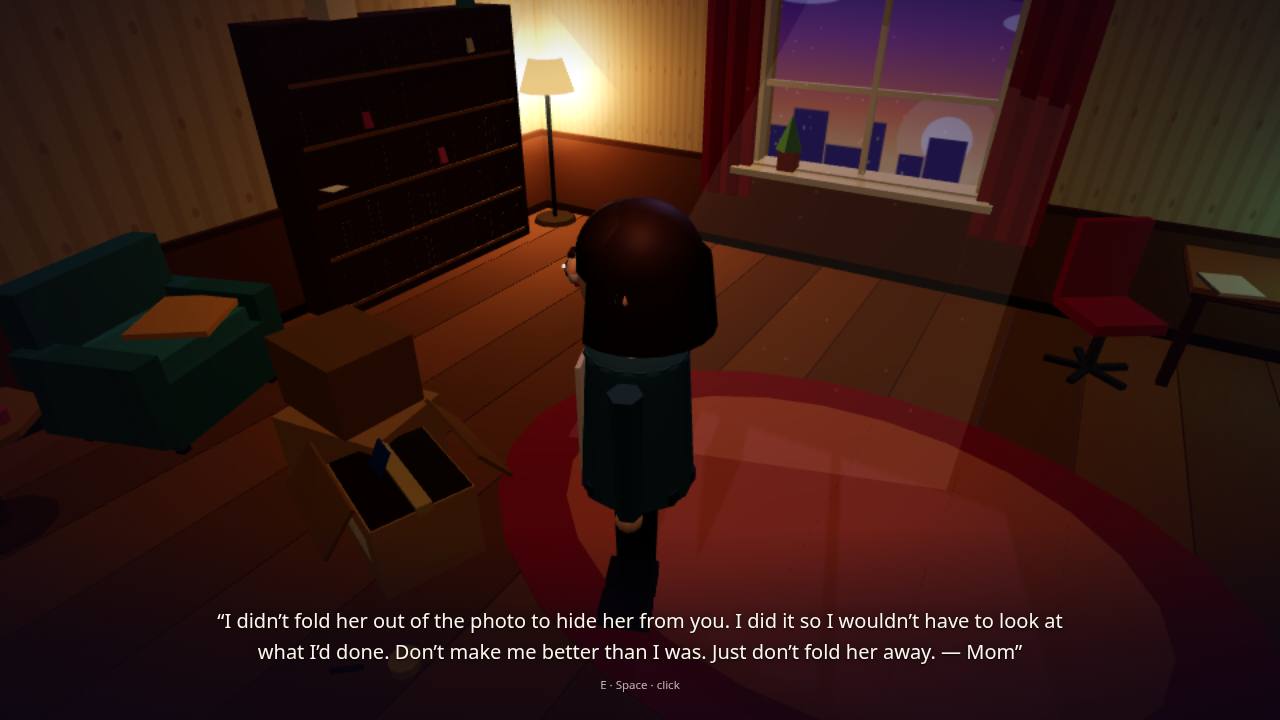 “I didn’t fold her out of the photo to hide her from you. I did it so I wouldn’t have to look at
what I’d done. Don’t make me better than I was. Just don’t fold her away. — Mom”
E · Space · click